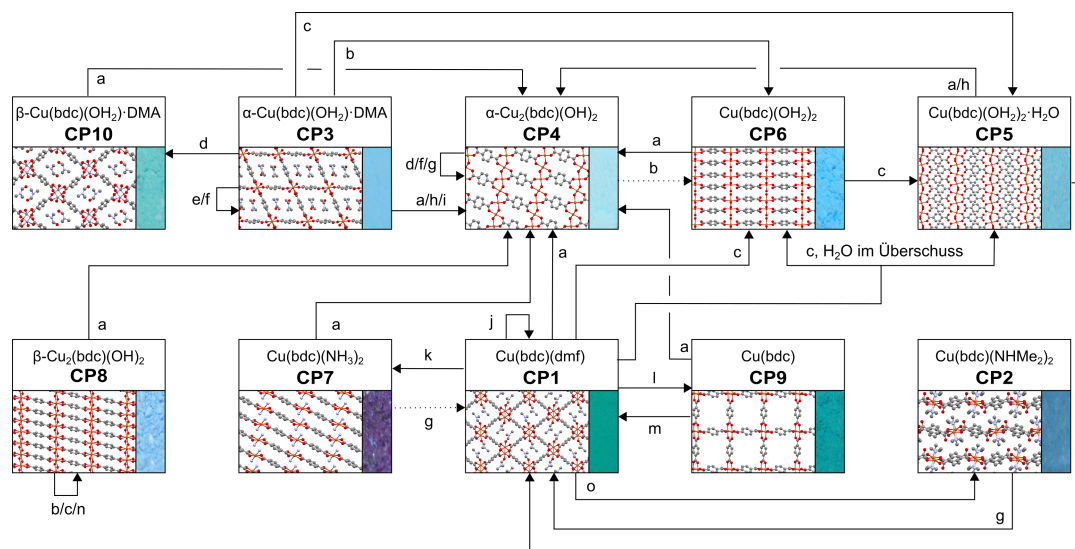 c
b
a
a/h
β-Cu(bdc)(OH₂)·DMA
CP10
α-Cu(bdc)(OH₂)·DMA
CP3
α-Cu₂(bdc)(OH)₂
CP4
Cu(bdc)(OH₂)₂
CP6
Cu(bdc)(OH₂)₂·H₂O
CP5
d
e/f
a/h/i
d/f/g
a
b
c
a
c
c, H₂O im Überschuss
a
a
j
a
β-Cu₂(bdc)(OH)₂
CP8
Cu(bdc)(NH₃)₂
CP7
k
Cu(bdc)(dmf)
CP1
Cu(bdc)
CP9
Cu(bdc)(NHMe₂)₂
CP2
l
g
m
o
b/c/n
g